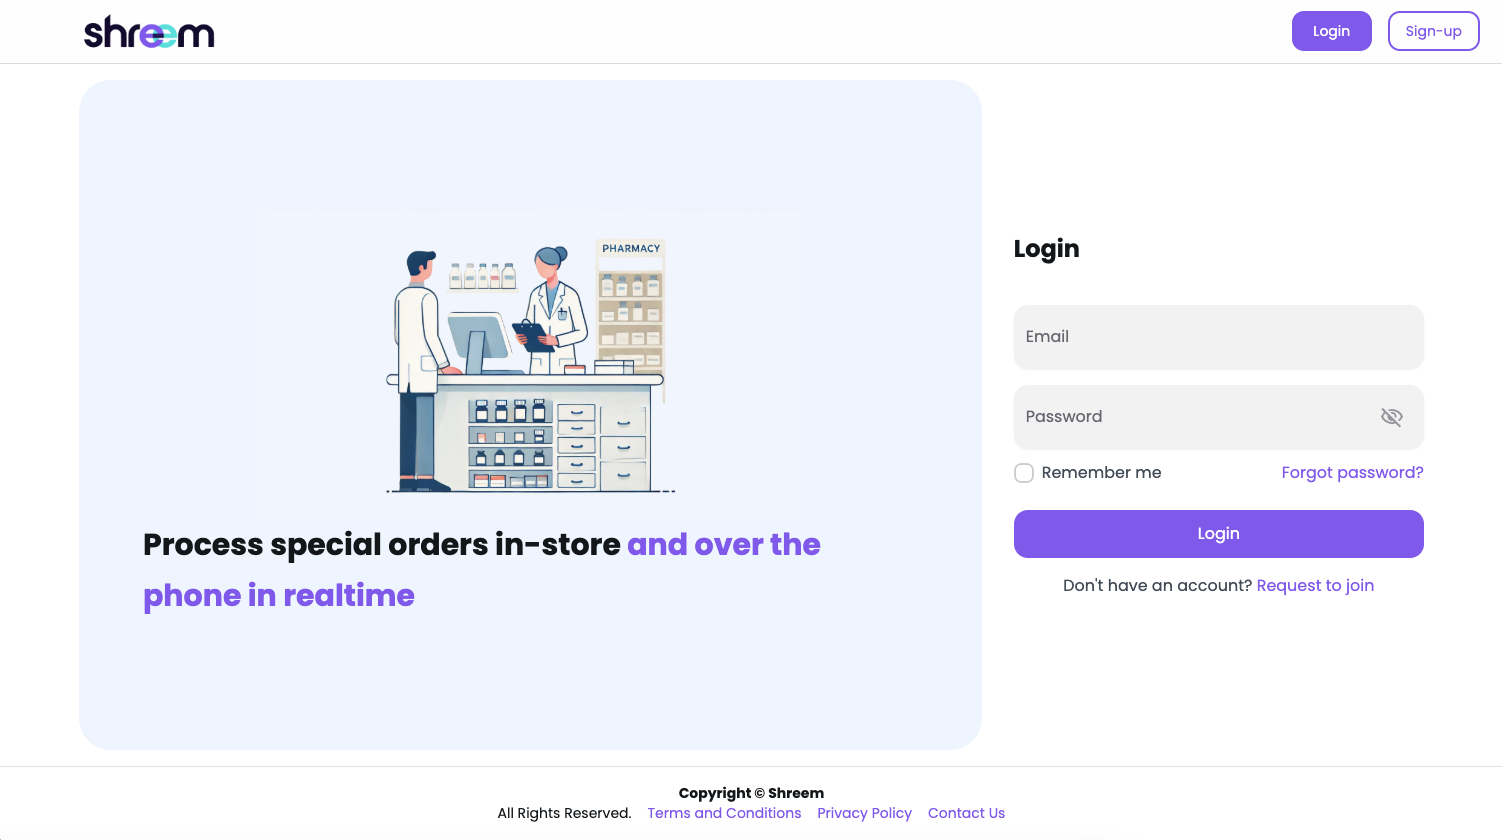 shreem
Login
Sign-up
PHARMACY
Process special orders in-store and over the
phone in realtime
Login
Email
Password
Remember me
Forgot password?
Login
Don't have an account? Request to join
Copyright © Shreem
All Rights Reserved. Terms and Conditions Privacy Policy Contact Us